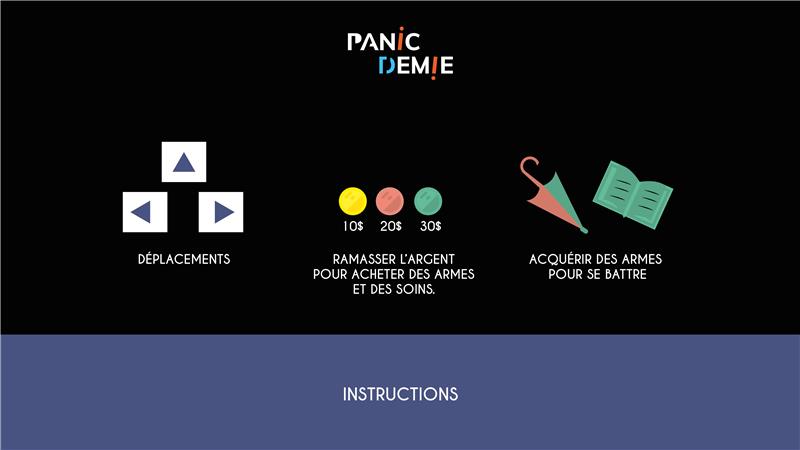 PANIC
DEMIE
10$ 20$ 30$
DÉPLACEMENTS
RAMASSER L'ARGENT
POUR ACHETER DES ARMES
ET DES SOINS.
ACQUÉRIR DES ARMES
POUR SE BATTRE
INSTRUCTIONS